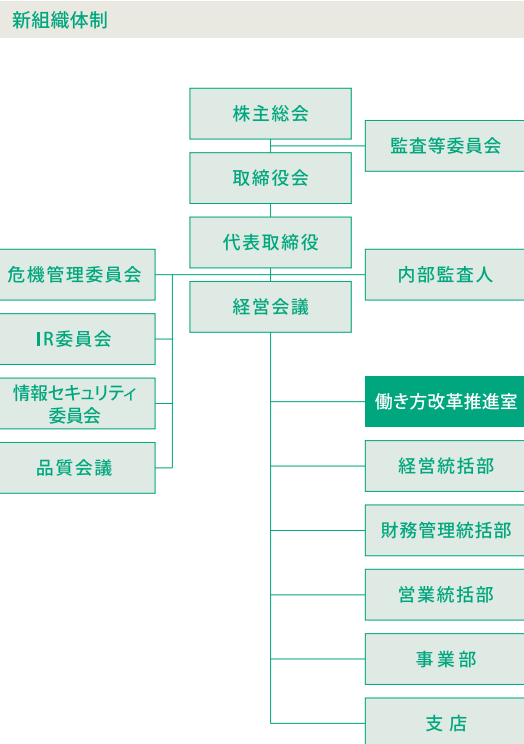 新組織体制
株主総会
監査等委員会
取締役会
代表取締役
危機管理委員会
内部監査人
経営会議
IR委員会
情報セキュリティ
委員会
働き方改革推進室
品質会議
経営統括部
財務管理統括部
営業統括部
事業部
支店